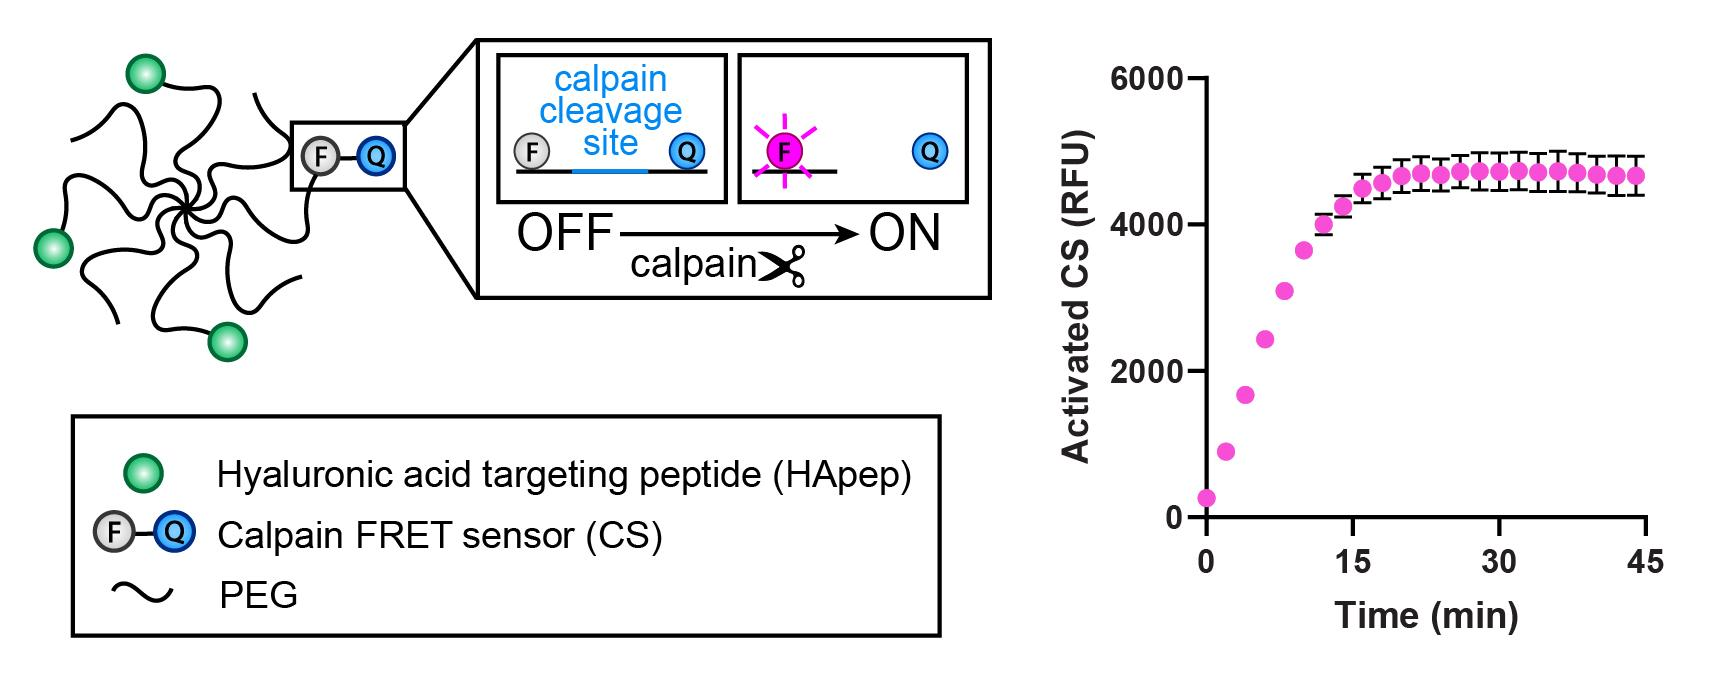 calpain
cleavage
site
F
Q
F
Q
F
Q
OFF
ON
calpain
Hyaluronic acid targeting peptide (HApep)
F
Q
Calpain FRET sensor (CS)
PEG
Activated CS (RFU)
6000
4000
2000
0
0
15
30
45
Time (min)